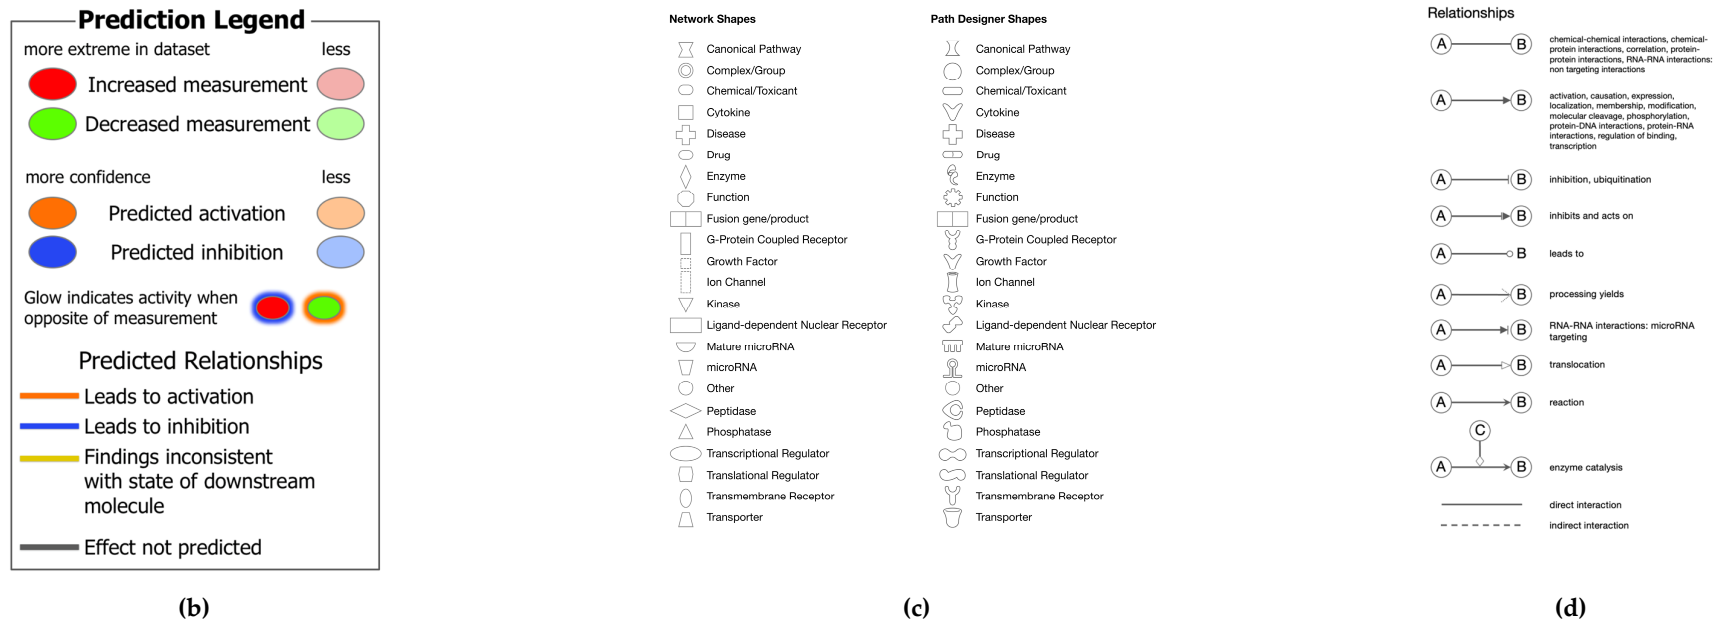 Prediction Legend
more extreme in dataset less
Increased measurement
Decreased measurement
more confidence less
Predicted activation
Predicted inhibition
Glow indicates activity when
opposite of measurement
Predicted Relationships
Leads to activation
Leads to inhibition
Findings inconsistent
with state of downstream
molecule
Effect not predicted
(b)
Network Shapes
Canonical Pathway
Complex/Group
Chemical/Toxicant
Cytokine
Disease
Drug
Enzyme
Function
Fusion gene/product
G-Protein Coupled Receptor
Growth Factor
Ion Channel
Kinase
Ligand-dependent Nuclear Receptor
Mature microRNA
microRNA
Other
Peptidase
Phosphatase
Transcriptional Regulator
Translational Regulator
Transmembrane Receptor
Transporter
Path Designer Shapes
Canonical Pathway
Complex/Group
Chemical/Toxicant
Cytokine
Disease
Drug
Enzyme
Function
Fusion gene/product
G-Protein Coupled Receptor
Growth Factor
Ion Channel
Kinase
Ligand-dependent Nuclear Receptor
Mature microRNA
microRNA
Other
Peptidase
Phosphatase
Transcriptional Regulator
Translational Regulator
Transmembrane Receptor
Transporter
(c)
Relationships
A B chemical-chemical interactions, chemical-
protein interactions, correlation, protein-
protein interactions, RNA-RNA interactions:
non targeting interactions
A B activation, causation, expression,
localization, membership, modification,
molecular cleavage, phosphorylation,
protein-DNA interactions, protein-RNA
interactions, regulation of binding,
transcription
A B inhibition, ubiquitination
A B inhibits and acts on
A B leads to
A B processing yields
A B RNA-RNA interactions: microRNA
targeting
A B translocation
A B reaction
C
A B enzyme catalysis
direct interaction
indirect interaction
(d)